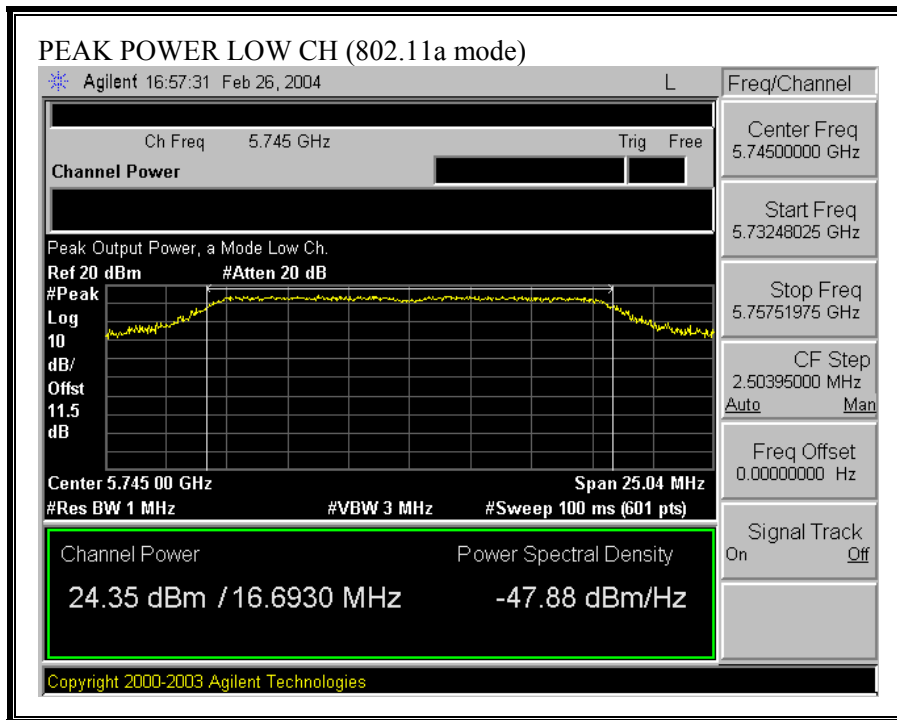 PEAK POWER LOW CH (802.11a mode)
Agilent 16:57:31 Feb 26, 2004 L
Freq/Channel
Ch Freq 5.745 GHz Trig Free
Channel Power
Center Freq
5.74500000 GHz
Start Freq
5.73248025 GHz
Stop Freq
5.75751975 GHz
CF Step
2.50395000 MHz
Auto Man
Freq Offset
0.00000000 Hz
Signal Track
On Off
Peak Output Power, a Mode Low Ch.
Ref 20 dBm #Atten 20 dB
#Peak
Log
10
dB/
Offst
11.5
dB
Center 5.745 00 GHz Span 25.04 MHz
#Res BW 1 MHz #VBW 3 MHz #Sweep 100 ms (601 pts)
Channel Power Power Spectral Density
24.35 dBm / 16.6930 MHz -47.88 dBm/Hz
Copyright 2000-2003 Agilent Technologies